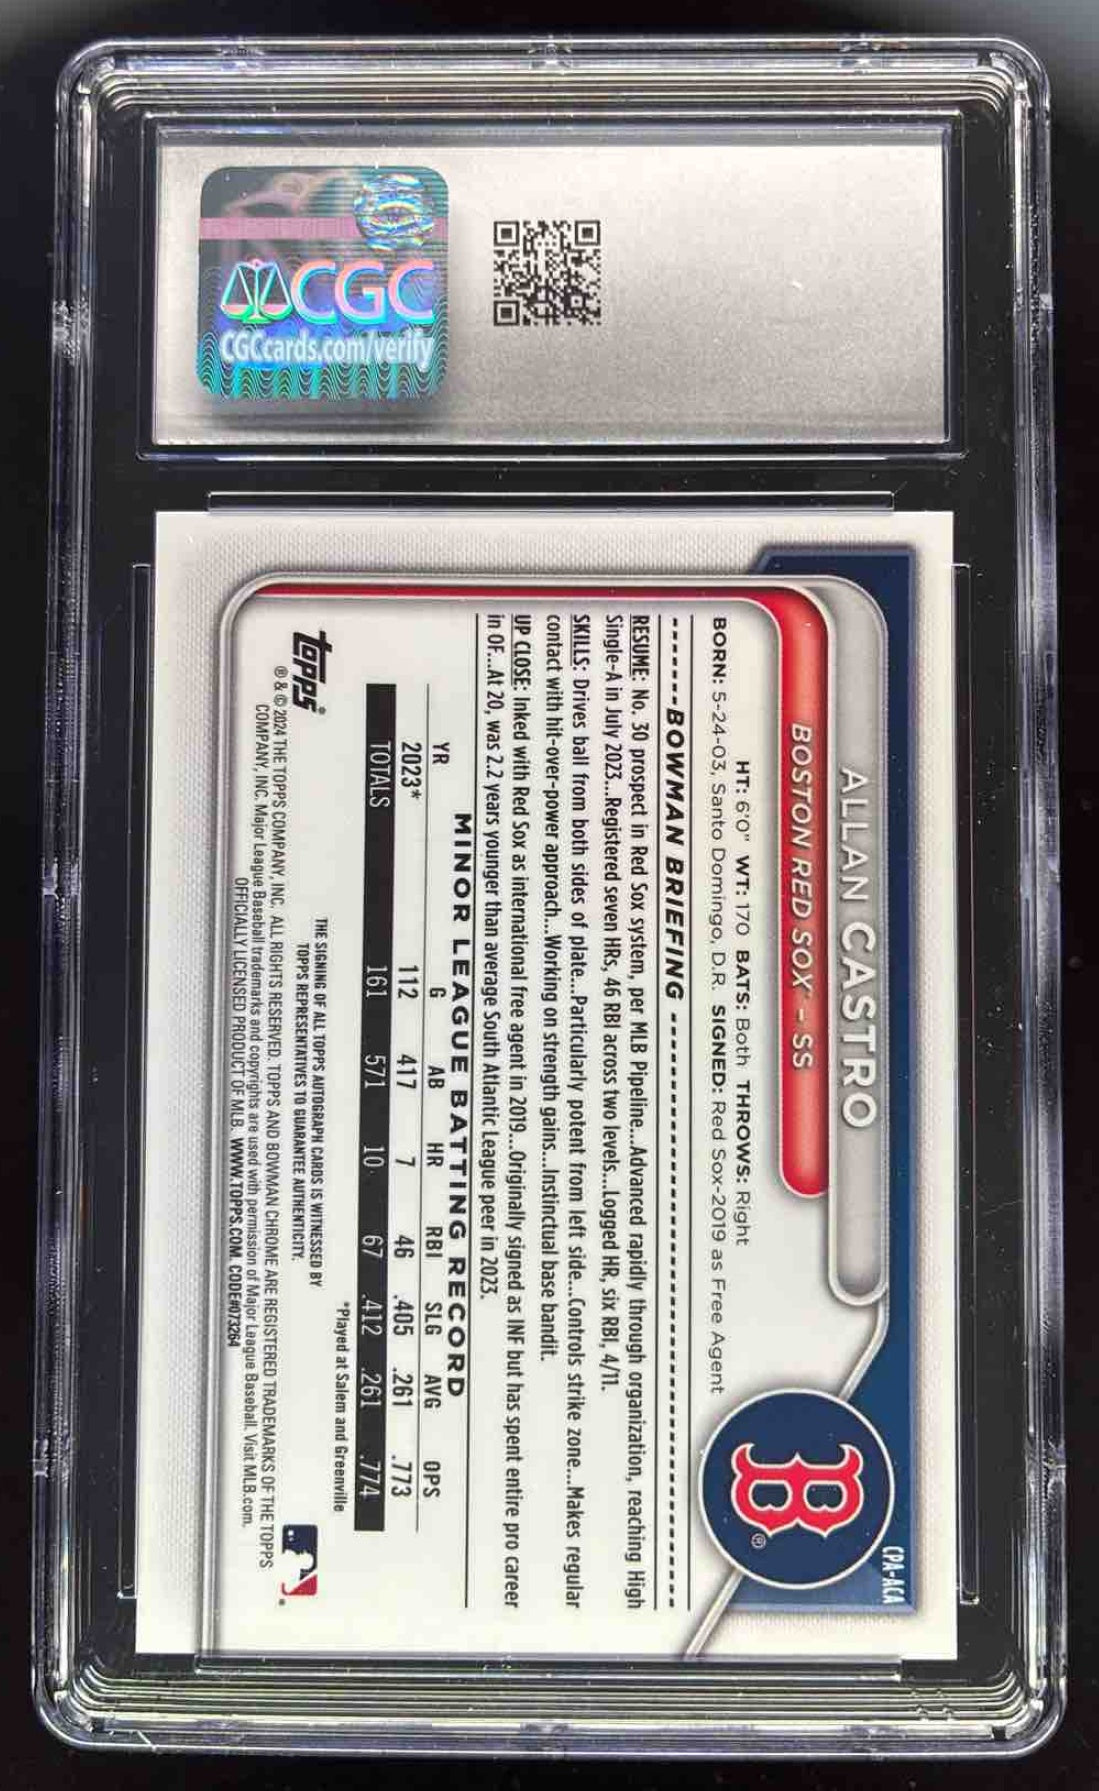 CGC
CGCcards.com/verify
CPA-ACA
ALLAN CASTRO
BOSTON RED SOX® - SS
B®
HT: 6'0" WT: 170 BATS: Both THROWS: Right
BORN: 5-24-03, Santo Domingo, D.R. SIGNED: Red Sox-2019 as Free Agent
BOWMAN BRIEFING
RESUME: No. 30 prospect in Red Sox system, per MLB Pipeline...Advanced rapidly through organization, reaching High
Single-A in July 2023...Registered seven HRs, 46 RBI across two levels...Logged HR, six RBI, 4/11.
SKILLS: Drives ball from both sides of plate...Particularly potent from left side...Controls strike zone...Makes regular
contact with hit-over-power approach...Working on strength gains...Instinctual base bandit.
UP CLOSE: Inked with Red Sox as international free agent in 2019...Originally signed as INF but has spent entire pro career
in OF...At 20, was 2.2 years younger than average South Atlantic League peer in 2023.
MINOR LEAGUE BATTING RECORD
YR G AB HR RBI SLG AVG OPS
2023* 112 417 7 46 .405 .261 .773
TOTALS 161 571 10 67 .412 .261 .774
*Played at Salem and Greenville
THE SIGNING OF ALL TOPPS AUTOGRAPH CARDS IS WITNESSED BY
TOPPS REPRESENTATIVES TO GUARANTEE AUTHENTICITY.
topps®
® & © 2024 THE TOPPS COMPANY, INC. ALL RIGHTS RESERVED. TOPPS AND BOWMAN CHROME ARE REGISTERED TRADEMARKS OF THE TOPPS
COMPANY, INC. Major League Baseball trademarks and copyrights are used with permission of Major League Baseball. Visit MLB.com.
OFFICIALLY LICENSED PRODUCT OF MLB. WWW.TOPPS.COM. CODE#073264